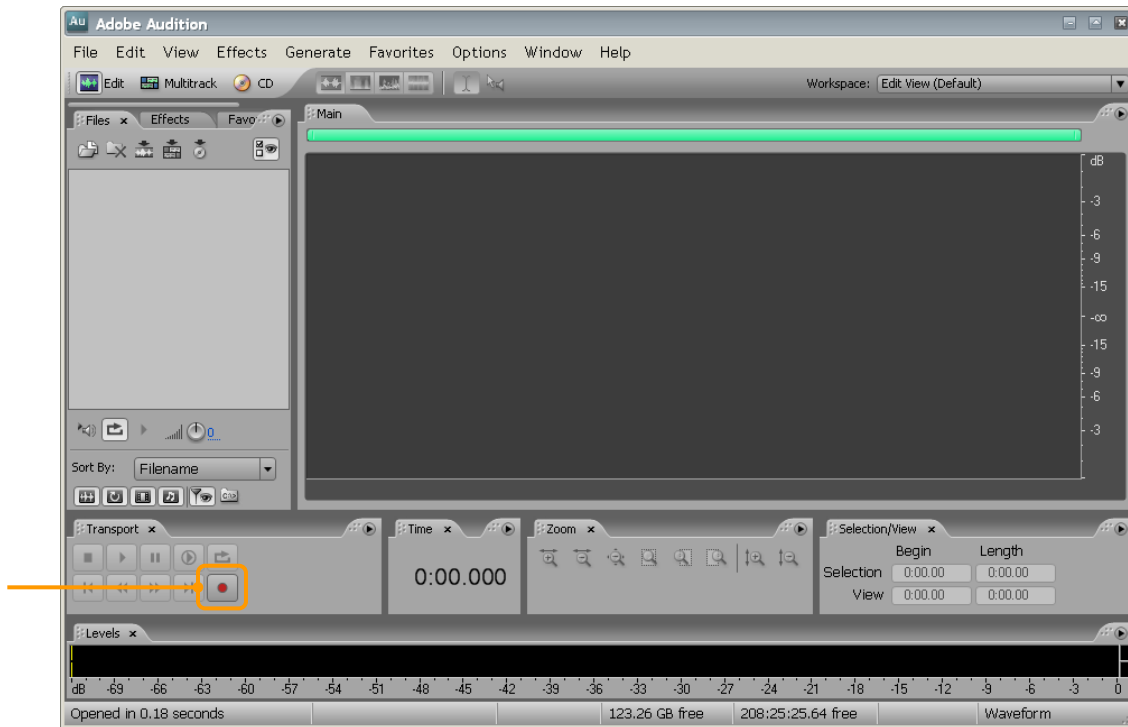 Au Adobe Audition
File Edit View Effects Generate Favorites Options Window Help
Edit Multitrack CD Workspace: Edit View (Default)
Files x Effects Favo
Main
dB
-3
-6
-9
-15
-∞
-15
-9
-6
-3
0
Sort By: Filename
Transport x Time x Zoom x Selection/View x
Begin Length
Selection 0:00.00 0:00.00
View 0:00.00 0:00.00
0:00.000
Levels x
dB -69 -66 -63 -60 -57 -54 -51 -48 -45 -42 -39 -36 -33 -30 -27 -24 -21 -18 -15 -12 -9 -6 -3 0
Opened in 0.18 seconds 123.26 GB free 208:25:25.64 free Waveform